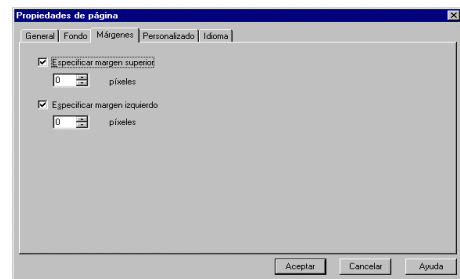 Propiedades de página
General Fondo Márgenes Personalizado Idioma
Especificar margen superior
0 píxeles
Especificar margen izquierdo
0 píxeles
Aceptar Cancelar Ayuda